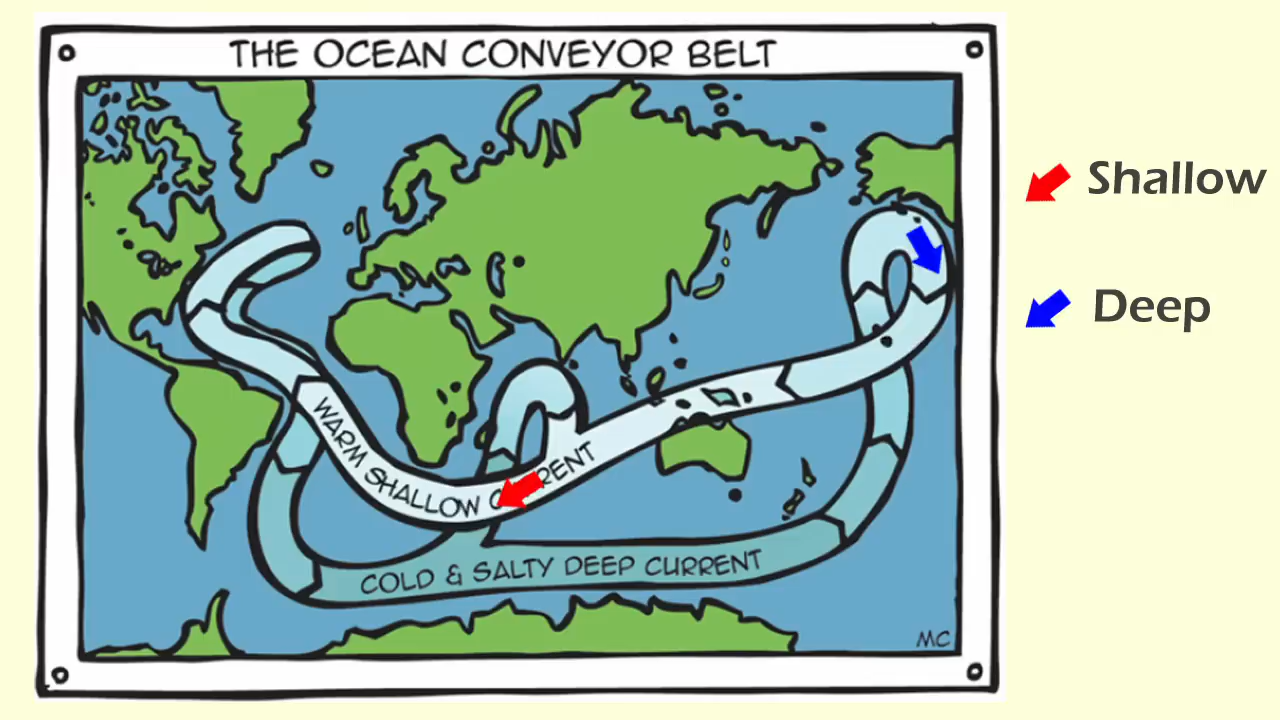 THE OCEAN CONVEYOR BELT
Shallow
Deep
WARM SHALLOW CURRENT
COLD & SALTY DEEP CURRENT
MC